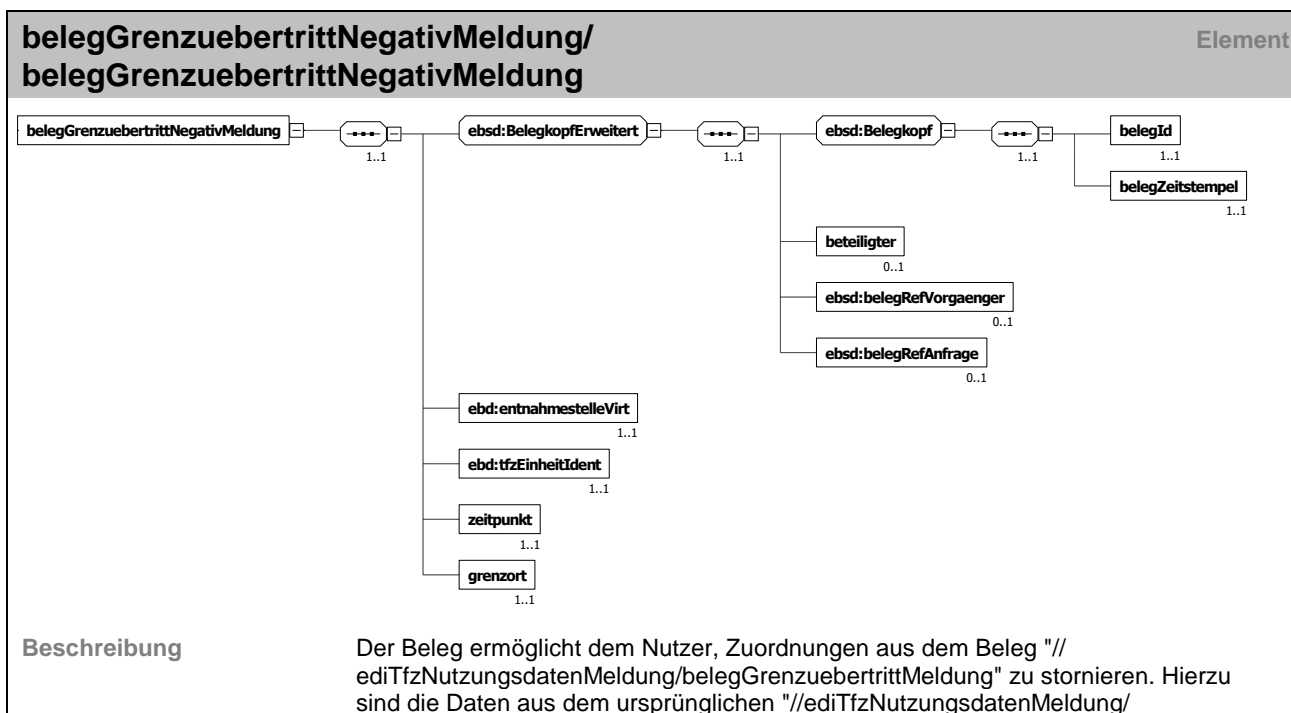 belegGrenzuebertrittNegativMeldung/
Element
belegGrenzuebertrittNegativMeldung
belegGrenzuebertrittNegativMeldung
1..1
ebsd:BelegkopfErweitert
1..1
ebsd:Belegkopf
1..1
belegId
1..1
belegZeitstempel
1..1
beteiligter
0..1
ebsd:belegRefVorgaenger
0..1
ebsd:belegRefAnfrage
0..1
ebd:entnahmestelleVirt
1..1
ebd:tfzEinheitIdent
1..1
zeitpunkt
1..1
grenzort
1..1
Beschreibung
Der Beleg ermöglicht dem Nutzer, Zuordnungen aus dem Beleg "//
ediTfzNutzungsdatenMeldung/belegGrenzuebertrittMeldung" zu stornieren. Hierzu
sind die Daten aus dem ursprünglichen "//ediTfzNutzungsdatenMeldung/